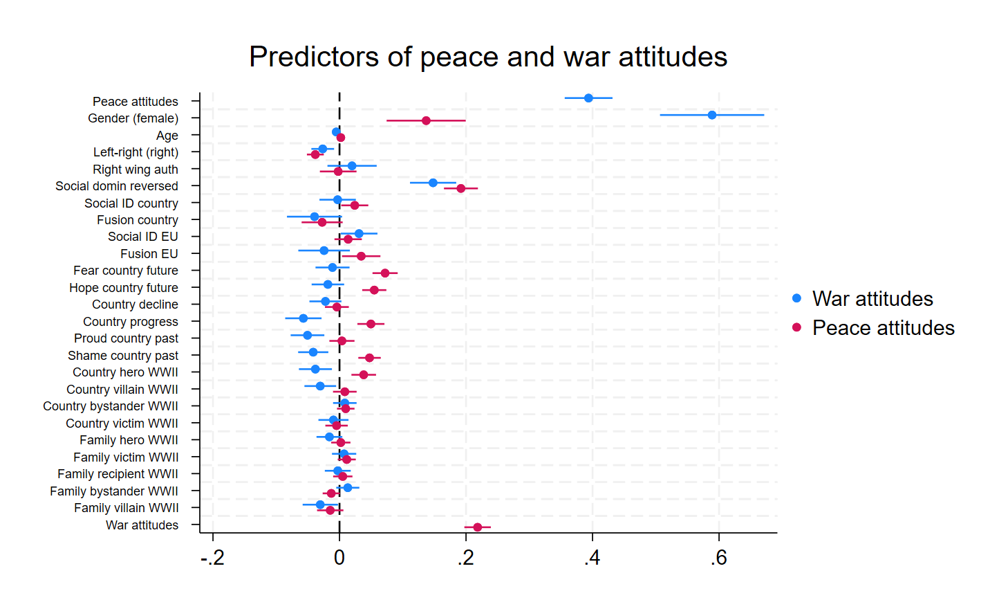 Predictors of peace and war attitudes
Peace attitudes
Gender (female)
Age
Left-right (right)
Right wing auth
Social domin reversed
Social ID country
Fusion country
Social ID EU
Fusion EU
Fear country future
Hope country future
Country decline
Country progress
Proud country past
Shame country past
Country hero WWII
Country villain WWII
Country bystander WWII
Country victim WWII
Family hero WWII
Family victim WWII
Family recipient WWII
Family bystander WWII
Family villain WWII
War attitudes
-.2 0 .2 .4 .6
War attitudes
Peace attitudes